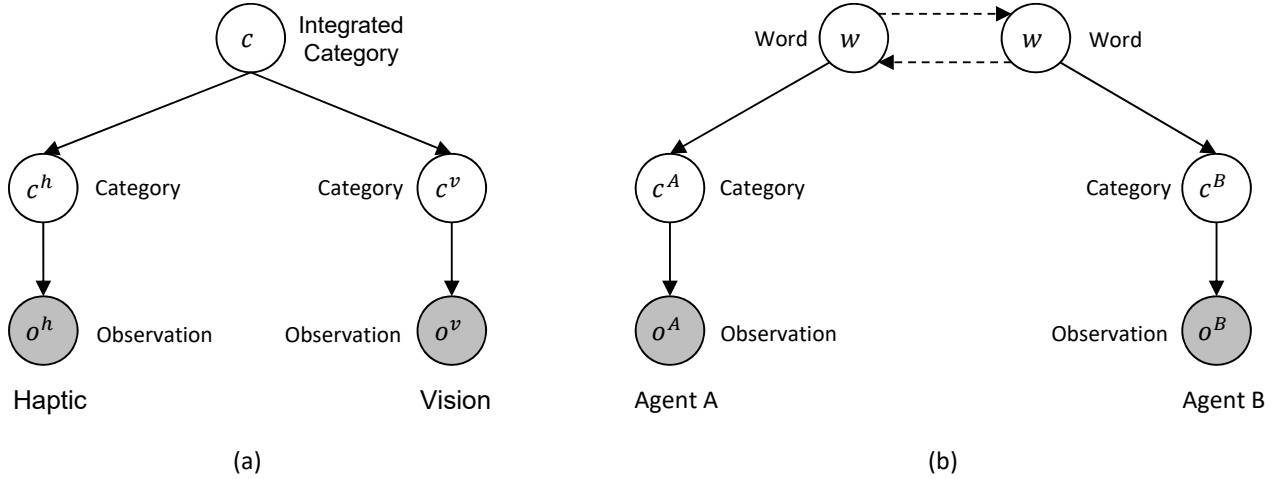 c
Integrated
Category
c^h
Category
Category
c^v
o^h
Observation
Observation
o^v
Haptic
Vision
(a)
Word
w
w
Word
c^A
Category
Category
c^B
o^A
Observation
Observation
o^B
Agent A
Agent B
(b)